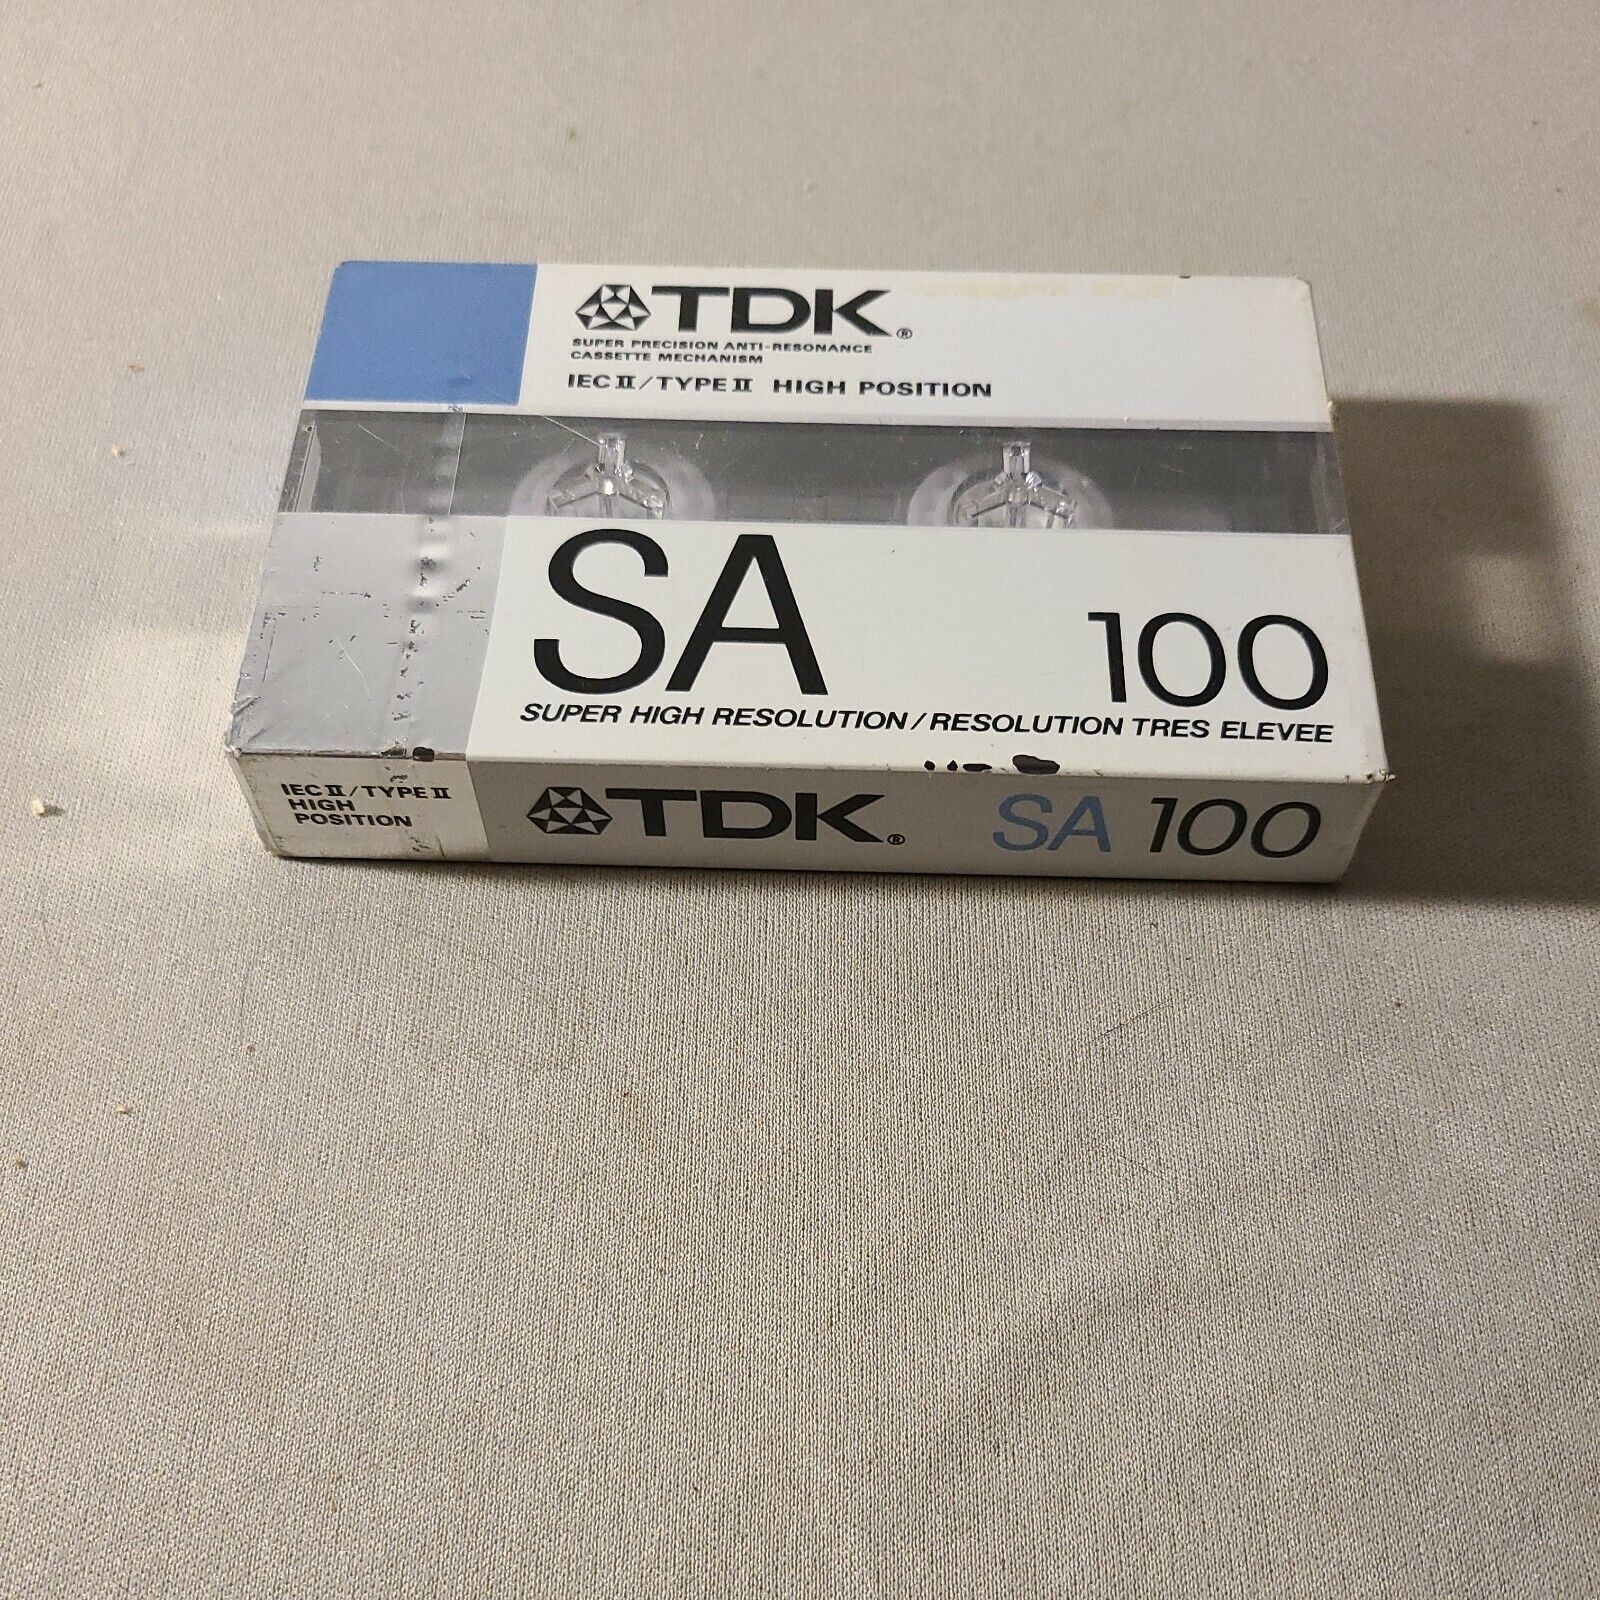 TDK®
SUPER PRECISION ANTI-RESONANCE
CASSETTE MECHANISM
IEC II/TYPE II HIGH POSITION
SA 100
SUPER HIGH RESOLUTION/RESOLUTION TRES ELEVEE
IEC II/TYPE II
HIGH
POSITION
TDK® SA 100